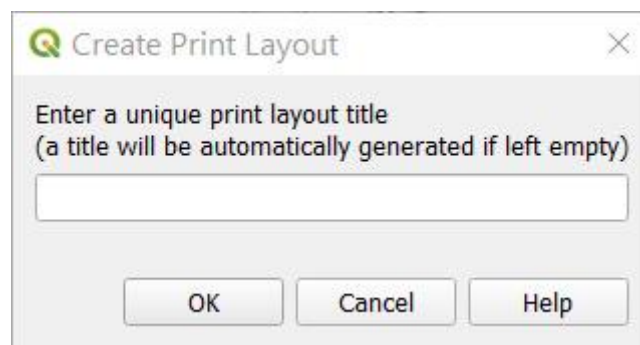 Create Print Layout
Enter a unique print layout title
(a title will be automatically generated if left empty)
OK Cancel Help